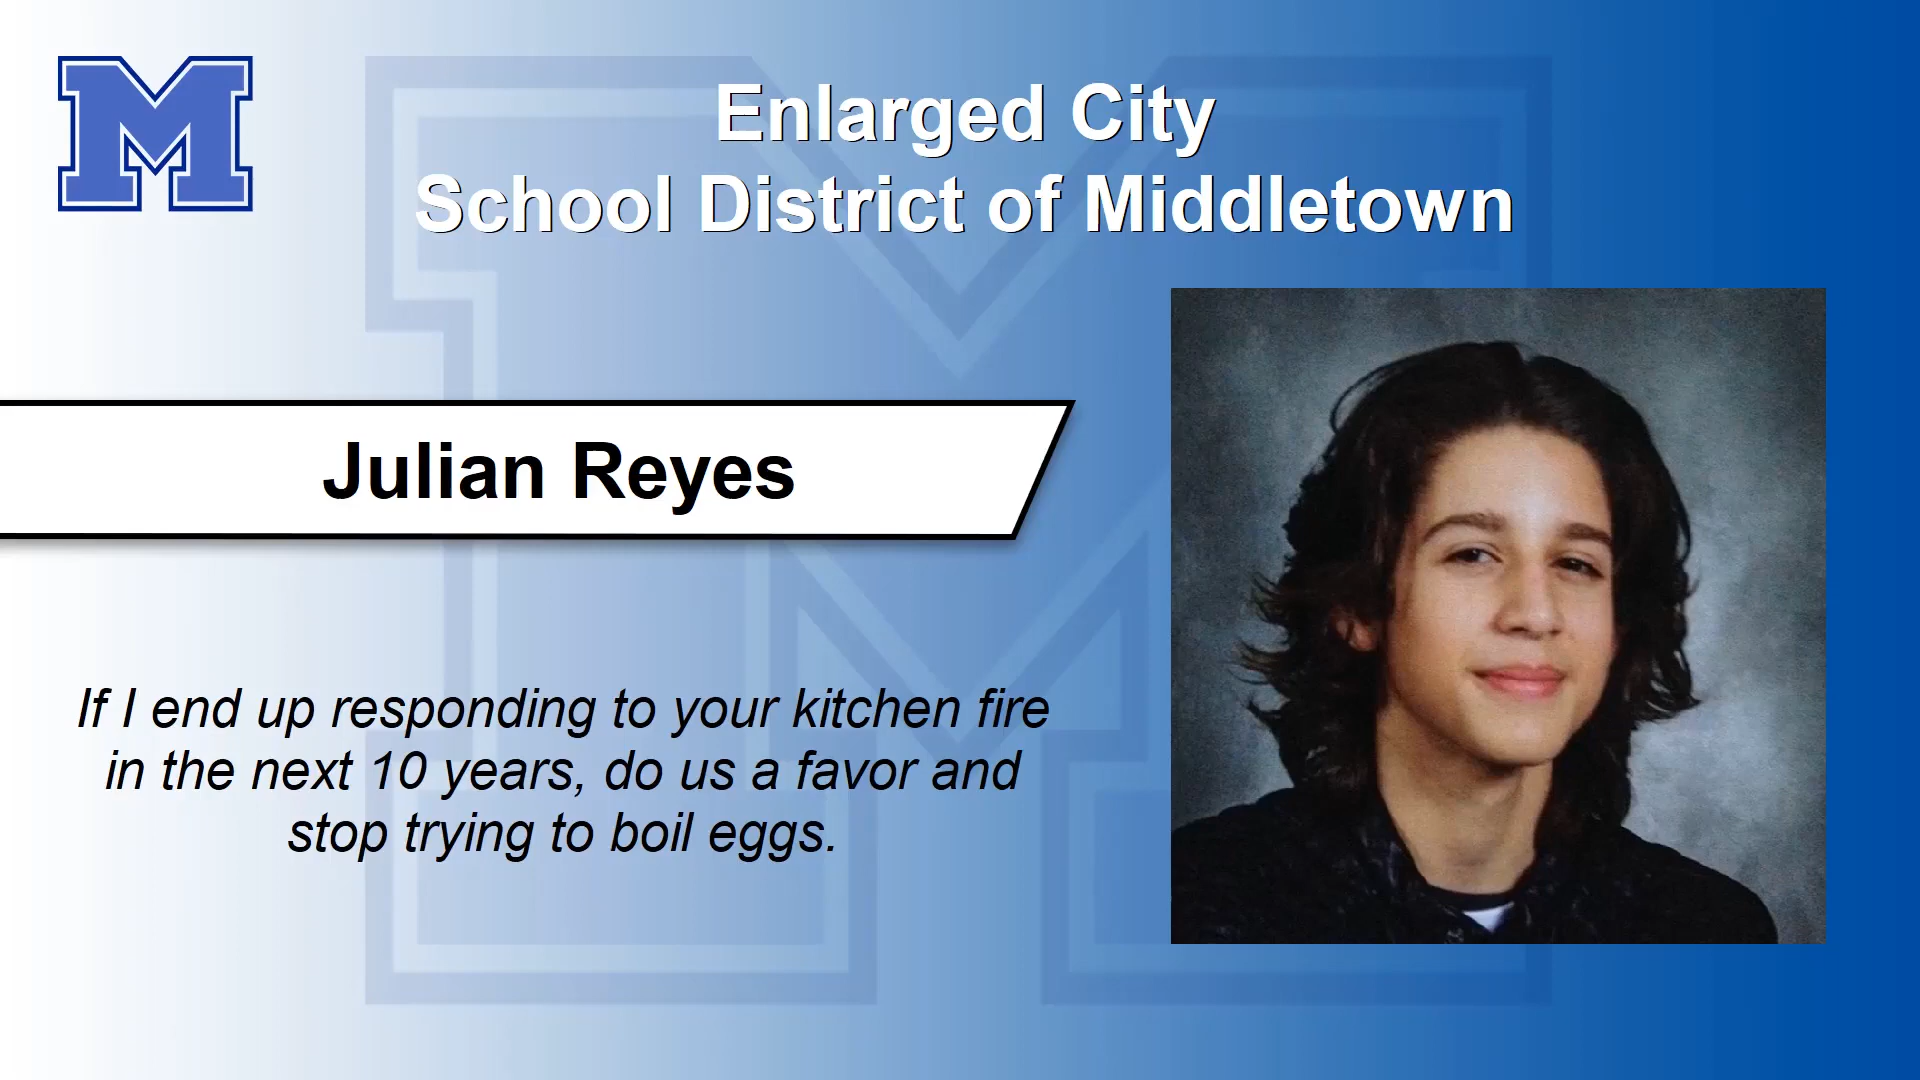 M
Enlarged City
School District of Middletown
Julian Reyes
If I end up responding to your kitchen fire
in the next 10 years, do us a favor and
stop trying to boil eggs.